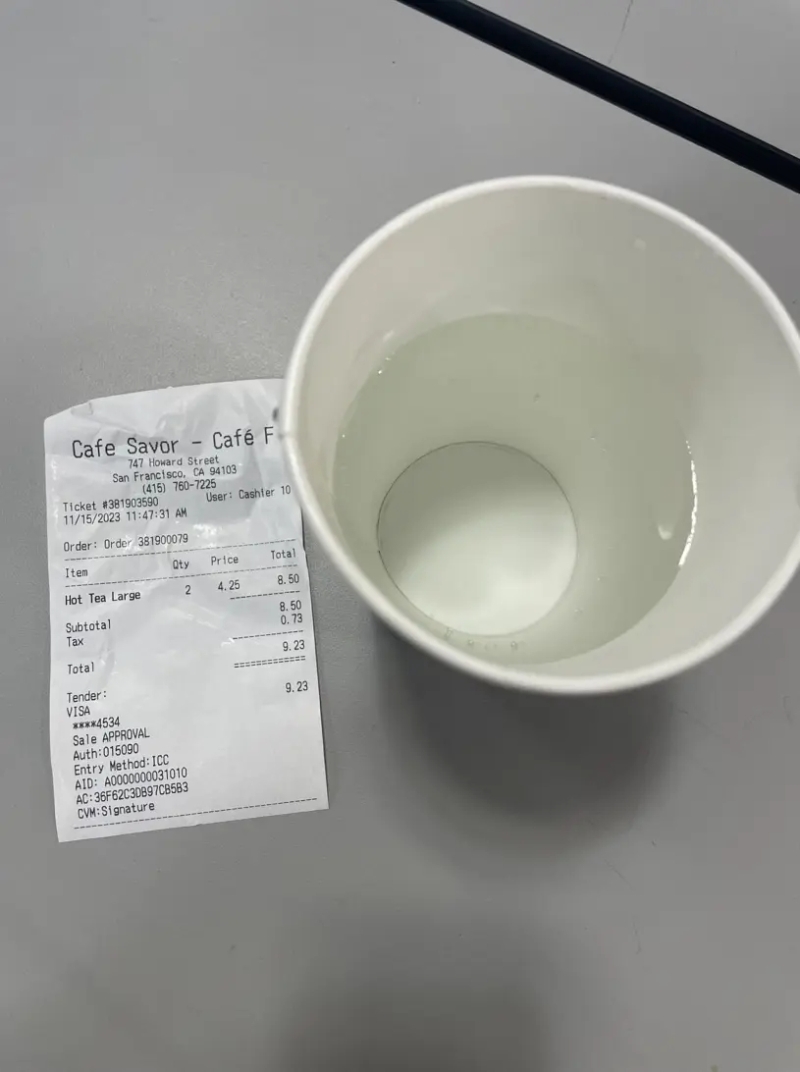 Cafe Savor - Café F
747 Howard Street
San Francisco, CA 94103
(415) 760-7225
Ticket #381903590 User: Cashier 10
11/15/2023 11:47:31 AM
Order: Order 381900079
Item Qty Price Total
Hot Tea Large 2 4.25 8.50
Subtotal 8.50
Tax 0.73
Total 9.23
Tender:
VISA 9.23
****4534
Sale APPROVAL
Auth:015090
Entry Method:ICC
AID: A0000000031010
AC:36F62C3DB97CB5B3
CVM:Signature